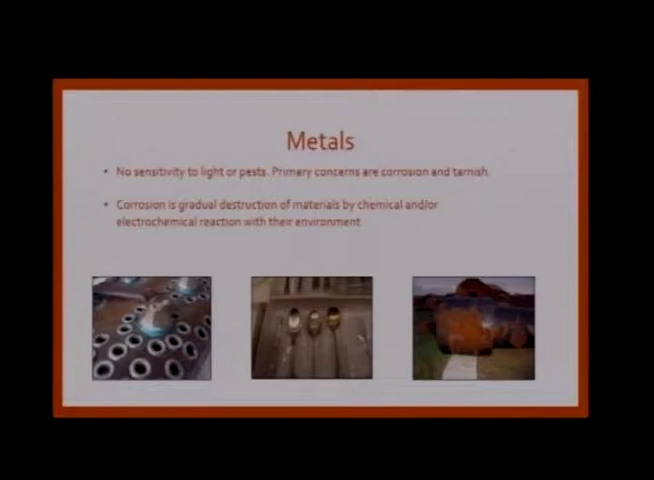 Metals
• No sensitivity to light or pests. Primary concerns are corrosion and tarnish.
• Corrosion is gradual destruction of materials by chemical and/or
electrochemical reaction with their environment